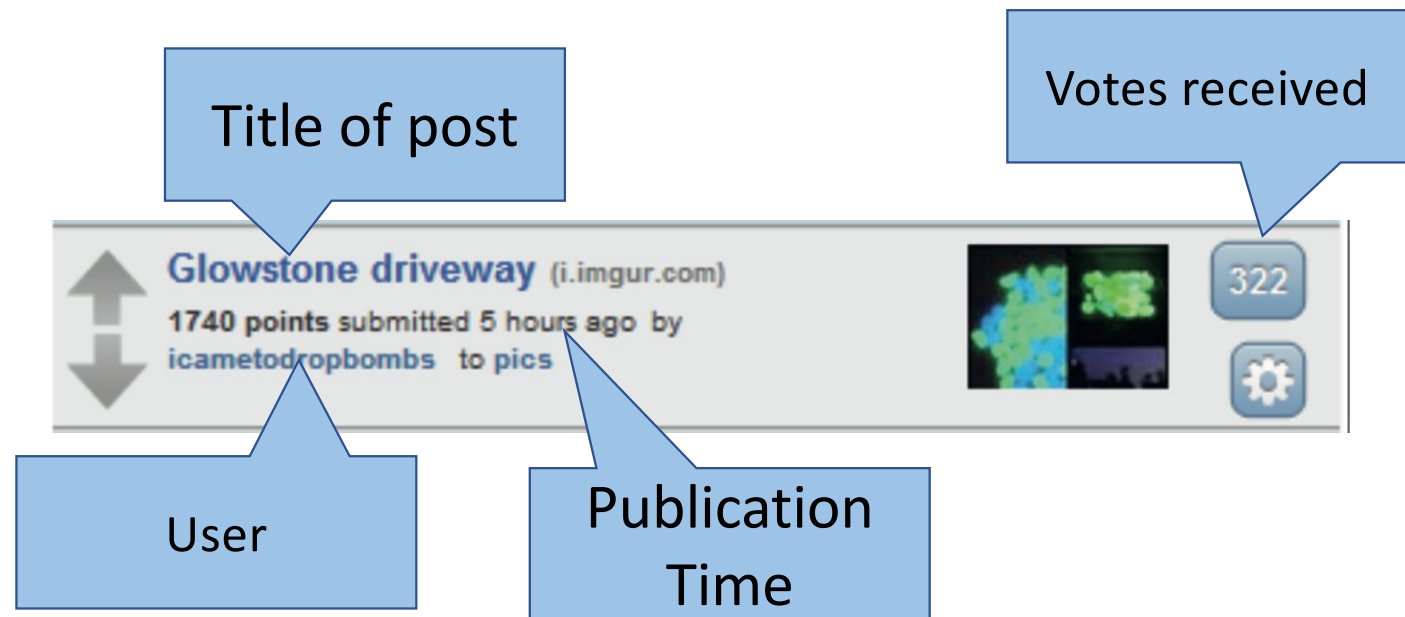 Title of post
Votes received
Glowstone driveway (i.imgur.com)
322
1740 points submitted 5 hours ago by
icametodropbombs to pics
User
Publication
Time